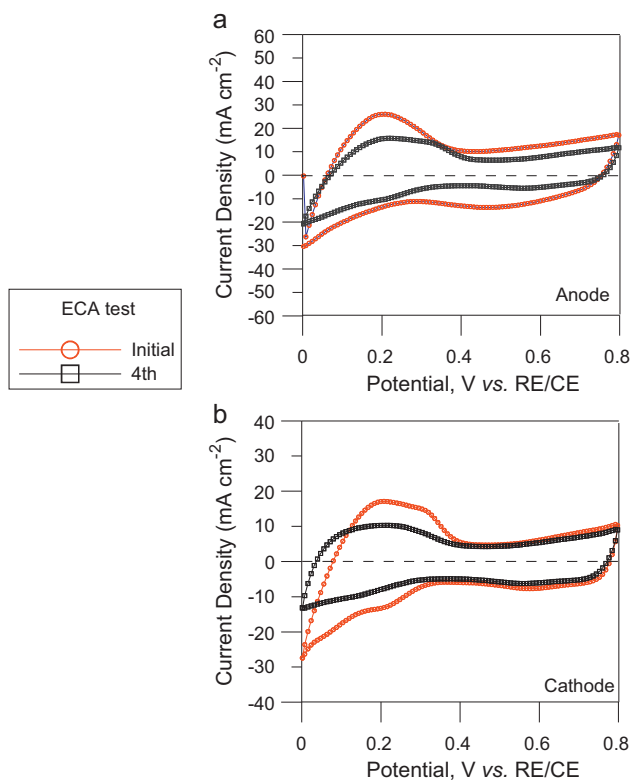 a
60
50
40
30
20
10
0
-10
-20
-30
-40
-50
-60
Current Density (mA cm-2)
Anode
0 0.2 0.4 0.6 0.8
Potential, V vs. RE/CE
ECA test
Initial
4th
b
40
30
20
10
0
-10
-20
-30
-40
Current Density (mA cm-2)
Cathode
0 0.2 0.4 0.6 0.8
Potential, V vs. RE/CE